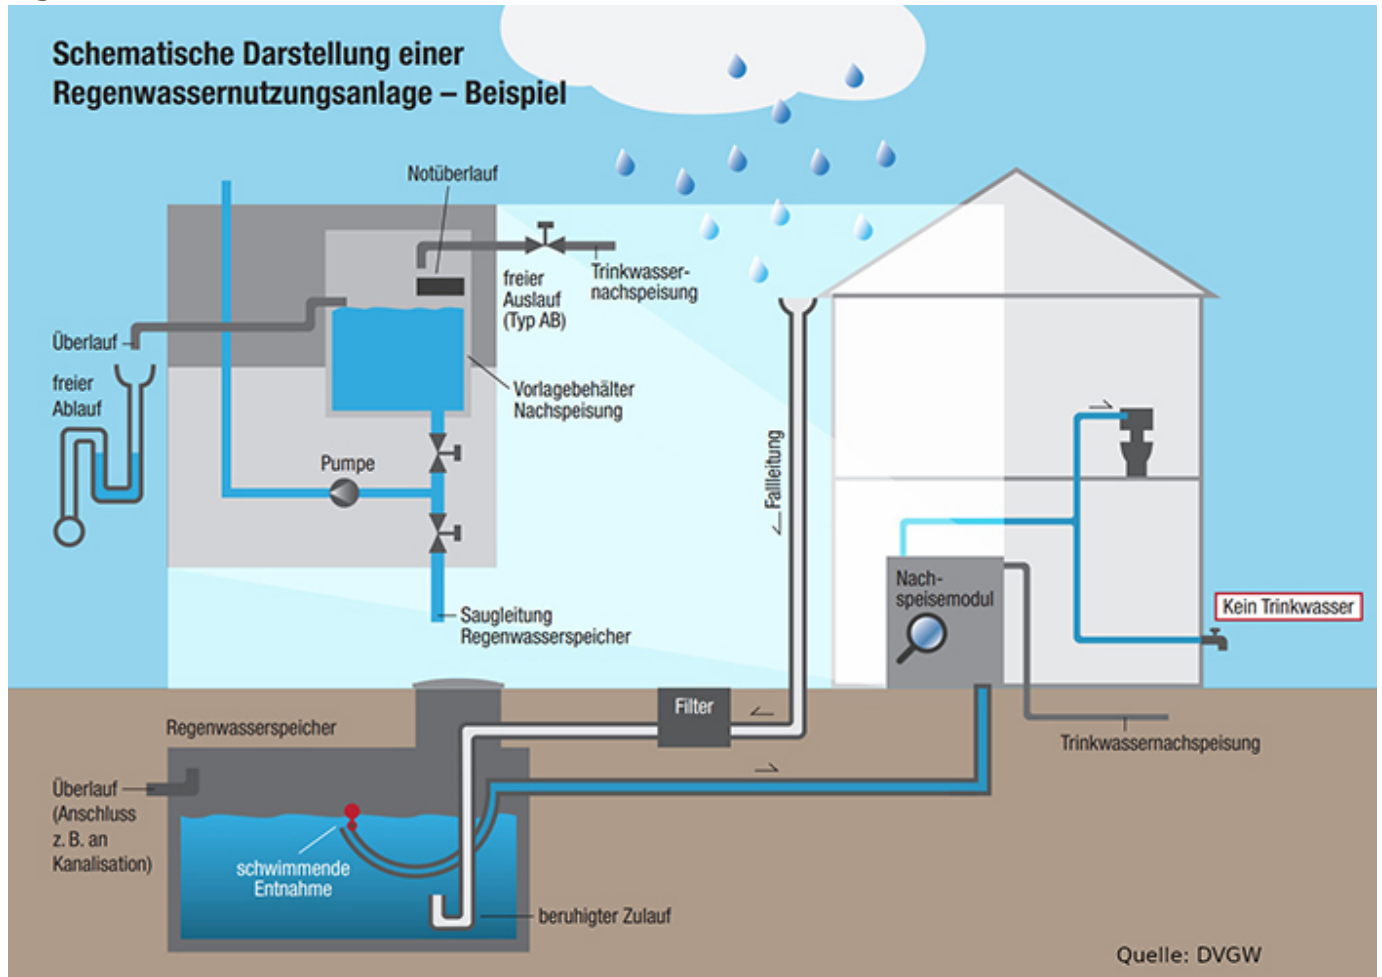 Schematische Darstellung einer
Regenwassernutzungsanlage – Beispiel
Notüberlauf
freier
Auslauf
(Typ AB)
Trinkwasser-
nachspeisung
Überlauf
freier
Ablauf
Vorlagebehälter
Nachspeisung
Pumpe
Fallleitung
Saugleitung
Regenwasserspeicher
Nach-
speisemodul
Kein Trinkwasser
Filter
Regenwasserspeicher
Trinkwassernachspeisung
Überlauf
(Anschluss
z. B. an
Kanalisation)
schwimmende
Entnahme
beruhigter Zulauf
Quelle: DVGW